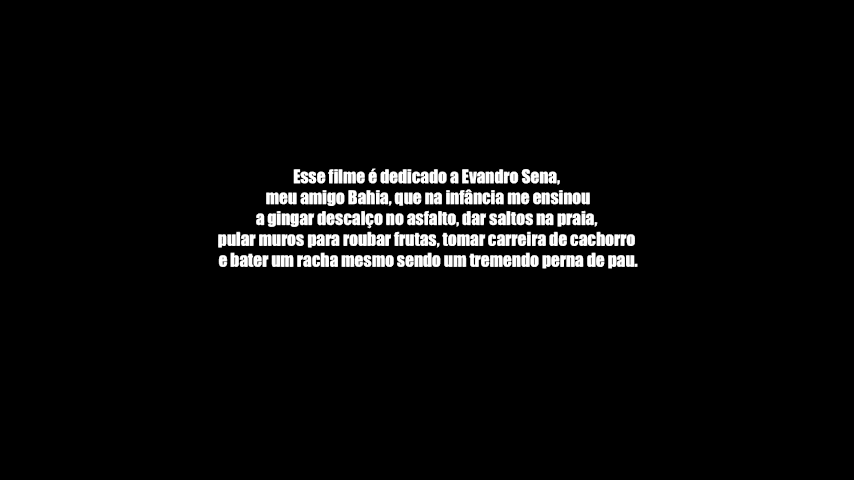 Esse filme é dedicado a Evandro Sena,
meu amigo Bahia, que na infância me ensinou
a gingar descalço no asfalto, dar saltos na praia,
pular muros para roubar frutas, tomar carreira de cachorro
e bater um racha mesmo sendo um tremendo perna de pau.